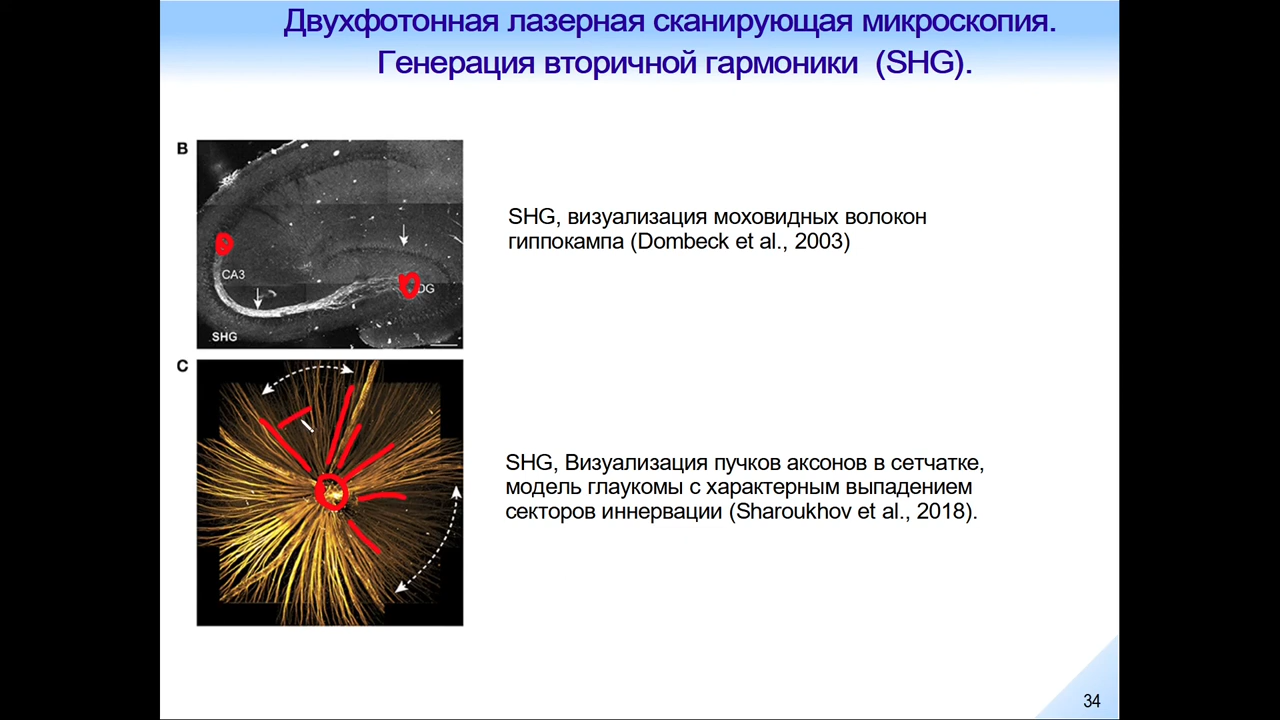 Двухфотонная лазерная сканирующая микроскопия.
Генерация вторичной гармоники (SHG).
B
CA3
DG
SHG
SHG, визуализация моховидных волокон
гиппокампа (Dombeck et al., 2003)
C
SHG, Визуализация пучков аксонов в сетчатке,
модель глаукомы с характерным выпадением
секторов иннервации (Sharoukhov et al., 2018).
34